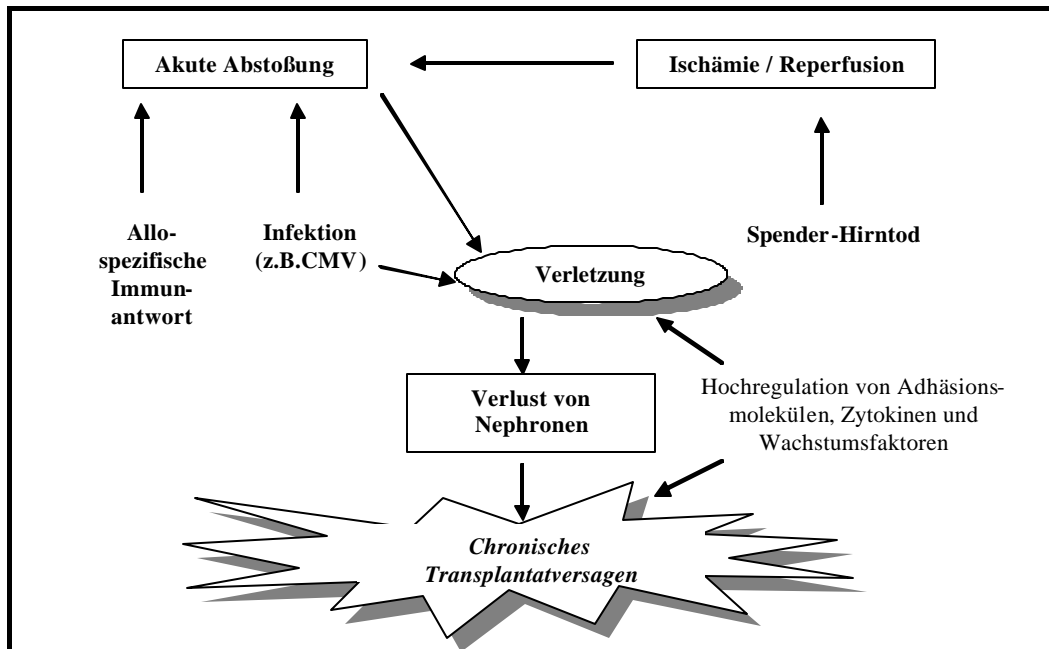 Akute Abstoßung
Ischämie / Reperfusion
Allo-
spezifische
Immun-
antwort
Infektion
(z.B.CMV)
Spender-Hirntod
Verletzung
Verlust von
Nephronen
Hochregulation von Adhäsions-
molekülen, Zytokinen und
Wachstumsfaktoren
Chronisches
Transplantatversagen